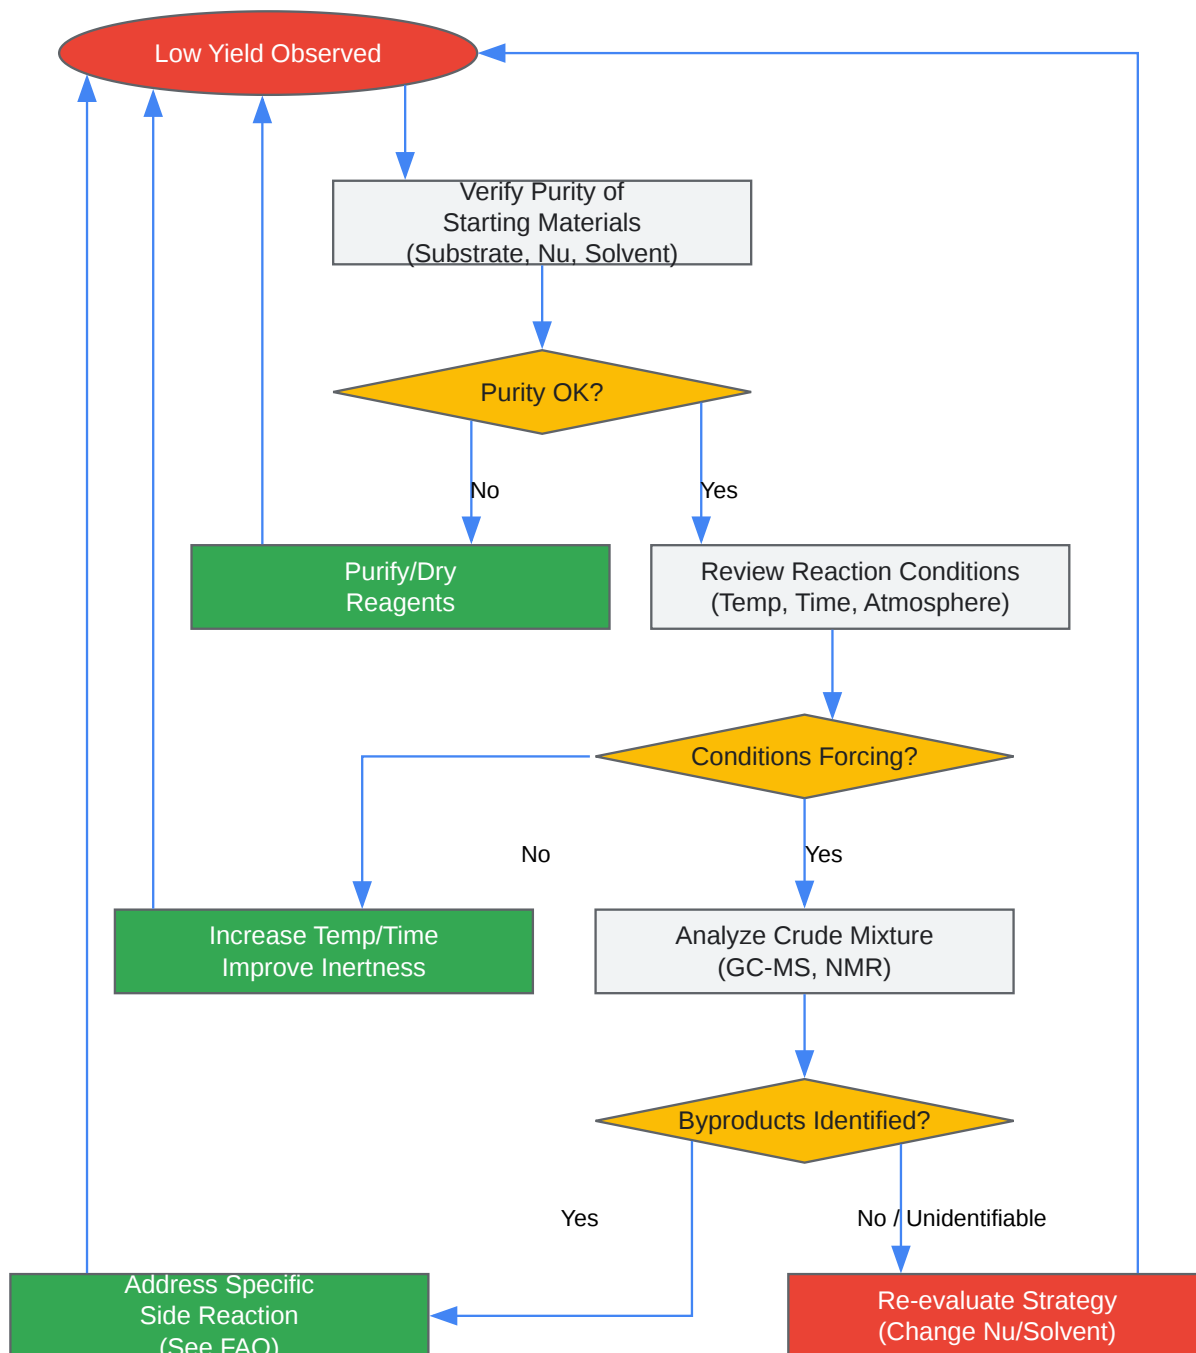 Low Yield Observed
Verify Purity of
Starting Materials
(Substrate, Nu, Solvent)
Purity OK?
No
Yes
Purify/Dry
Reagents
Review Reaction Conditions
(Temp, Time, Atmosphere)
Conditions Forcing?
No
Yes
Increase Temp/Time
Improve Inertness
Analyze Crude Mixture
(GC-MS, NMR)
Byproducts Identified?
Yes
No / Unidentifiable
Address Specific
Side Reaction
(See FAQ)
Re-evaluate Strategy
(Change Nu/Solvent)